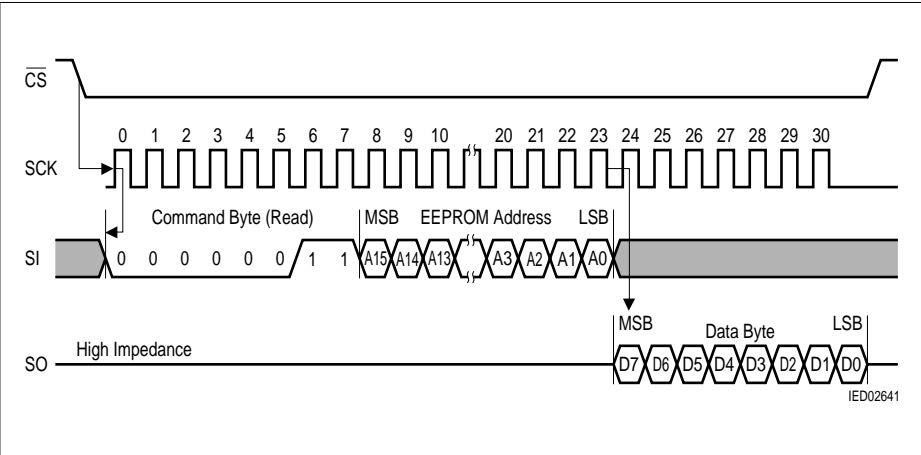 CS
0 1 2 3 4 5 6 7 8 9 10 20 21 22 23 24 25 26 27 28 29 30
SCK
Command Byte (Read) MSB EEPROM Address LSB
SI 0 0 0 0 0 0 1 1 A15 A14 A13 A3 A2 A1 A0
MSB Data Byte LSB
High Impedance
SO D7 D6 D5 D4 D3 D2 D1 D0
IED02641